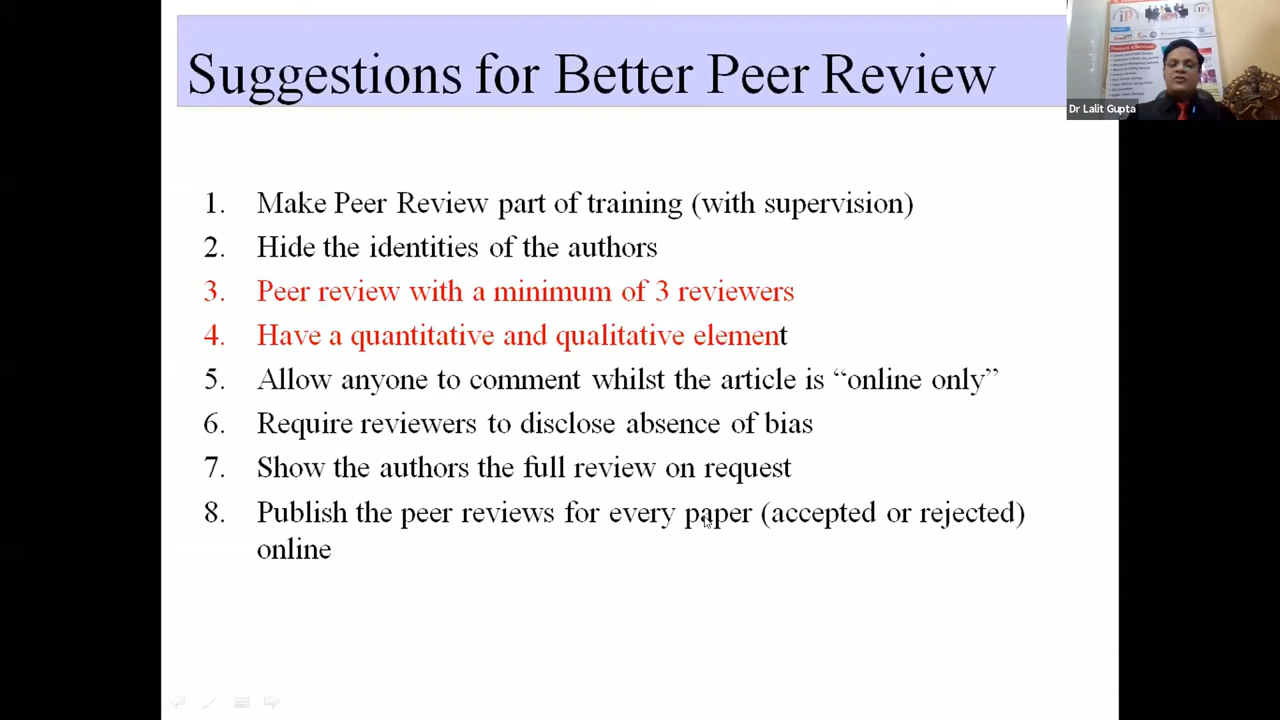 Suggestions for Better Peer Review
Dr Lalit Gupta
1. Make Peer Review part of training (with supervision)
2. Hide the identities of the authors
3. Peer review with a minimum of 3 reviewers
4. Have a quantitative and qualitative element
5. Allow anyone to comment whilst the article is “online only”
6. Require reviewers to disclose absence of bias
7. Show the authors the full review on request
8. Publish the peer reviews for every paper (accepted or rejected)
online